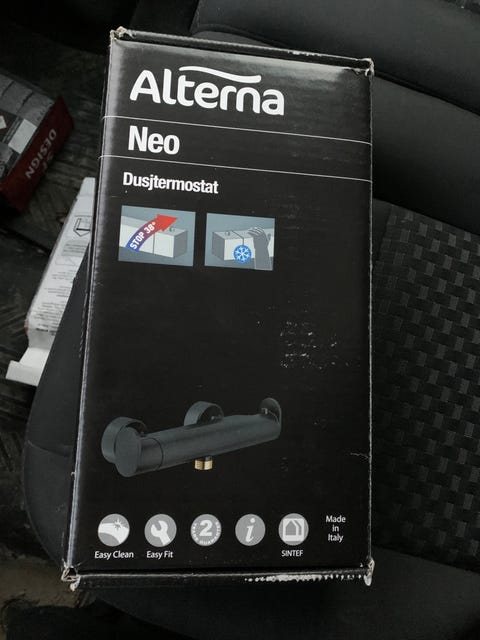 Alterna
Neo
Dusjtermostat
STOP 38°
2
i
Easy Clean
Easy Fit
SINTEF
Made
in
Italy
DESIGN